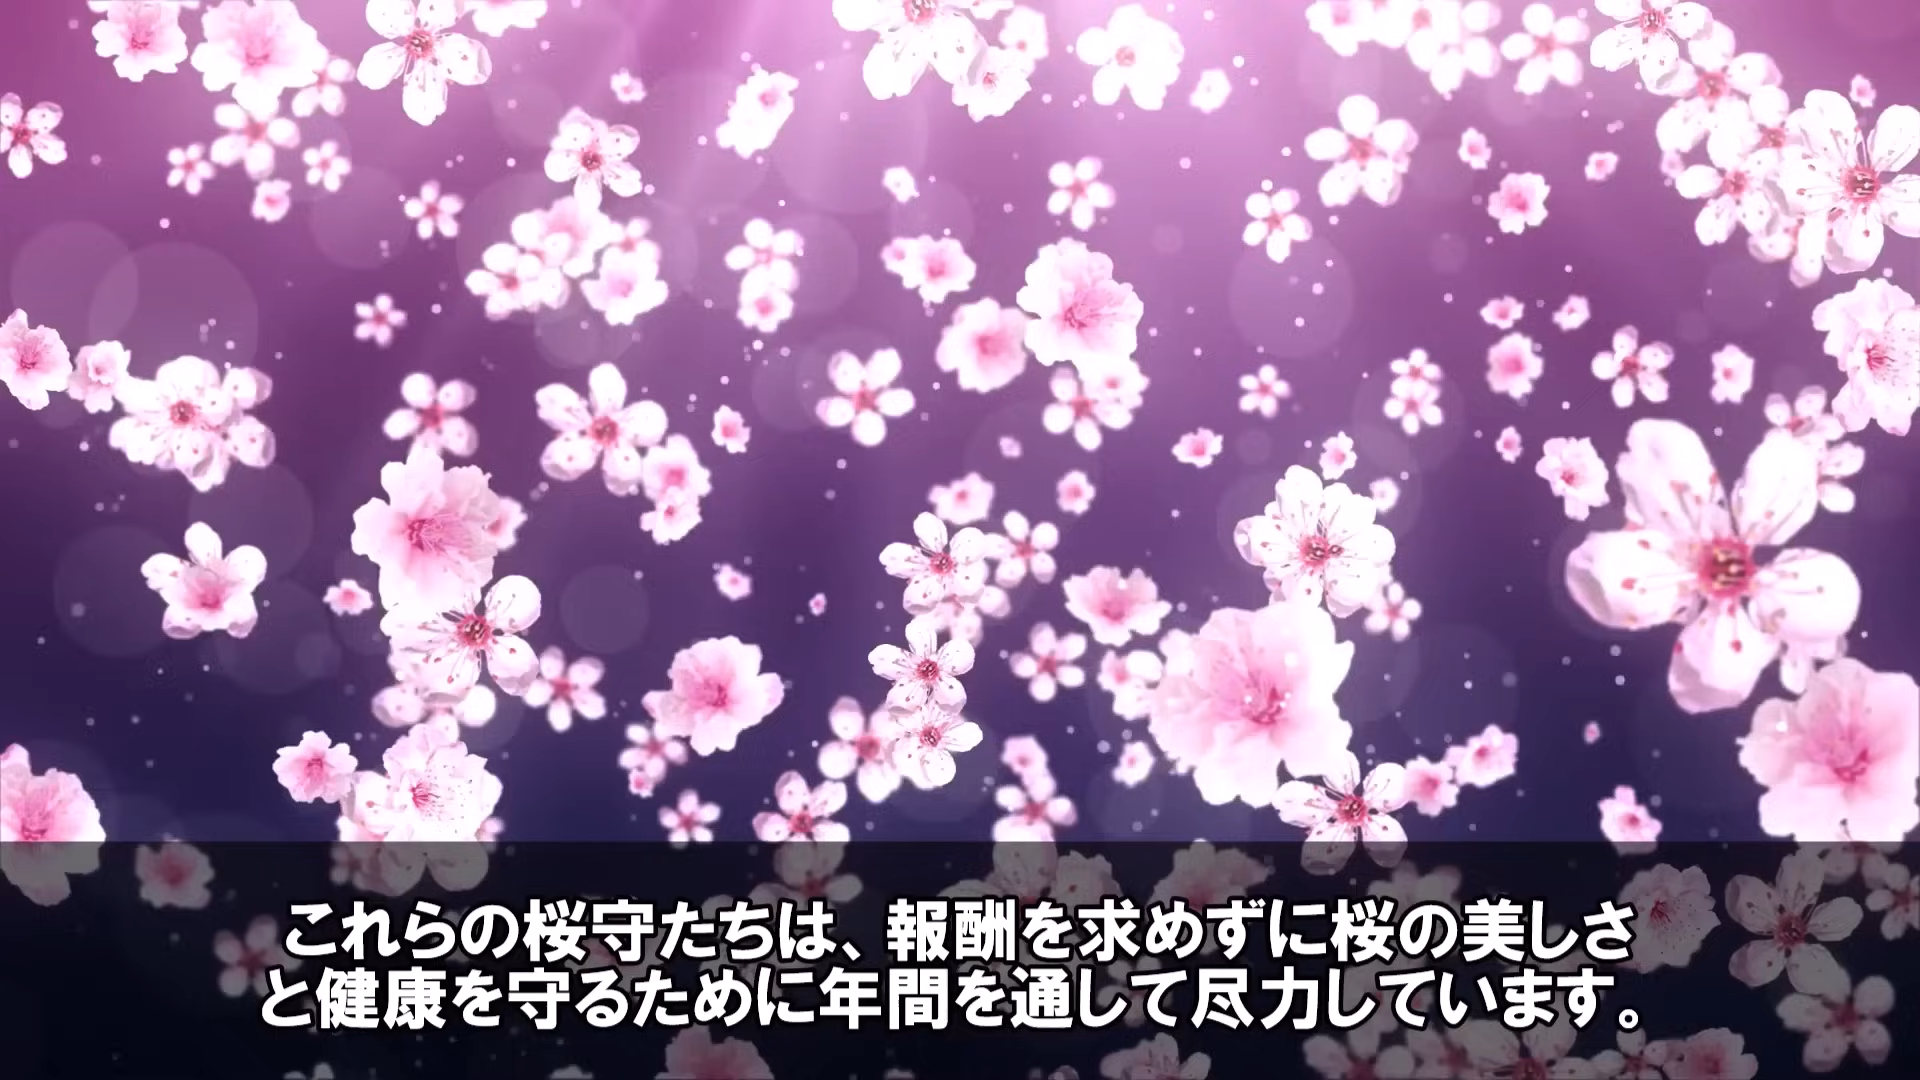 これらの桜守たちは、報酬を求めずに桜の美しさ
と健康を守るために年間を通して尽力しています。